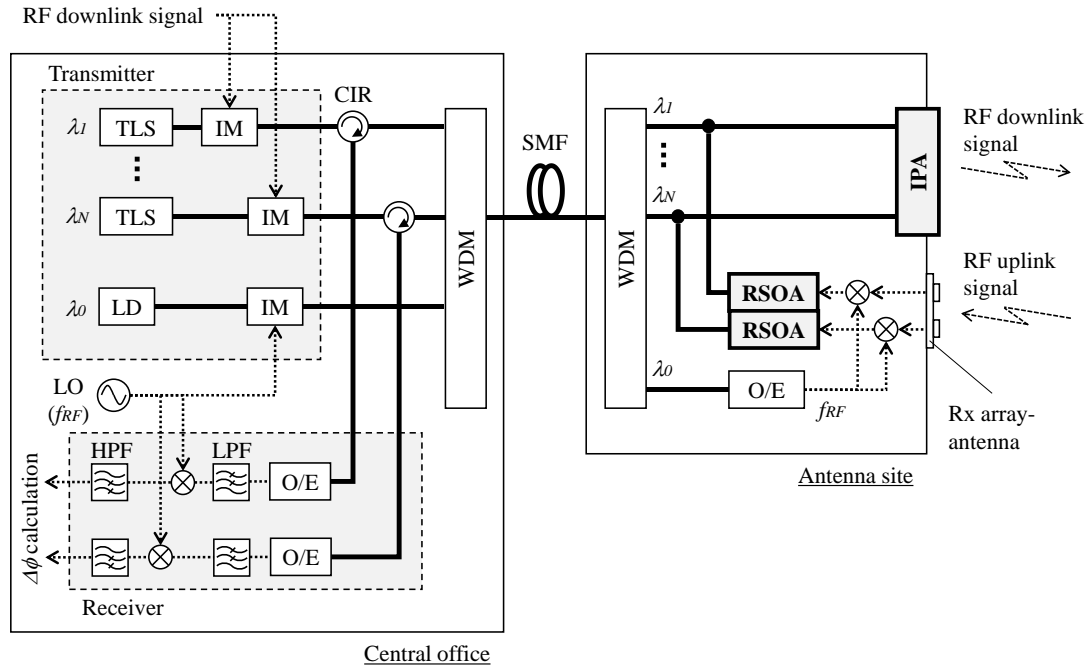 RF downlink signal
Transmitter
λ1
TLS
IM
CIR
λN
TLS
IM
λ0
LD
IM
WDM
LO
(fRF)
HPF
LPF
O/E
O/E
Δϕ calculation
Receiver
Central office
SMF
WDM
λ1
λN
IPA
RSOA
RSOA
λ0
O/E
fRF
Antenna site
RF downlink
signal
RF uplink
signal
Rx array-
antenna